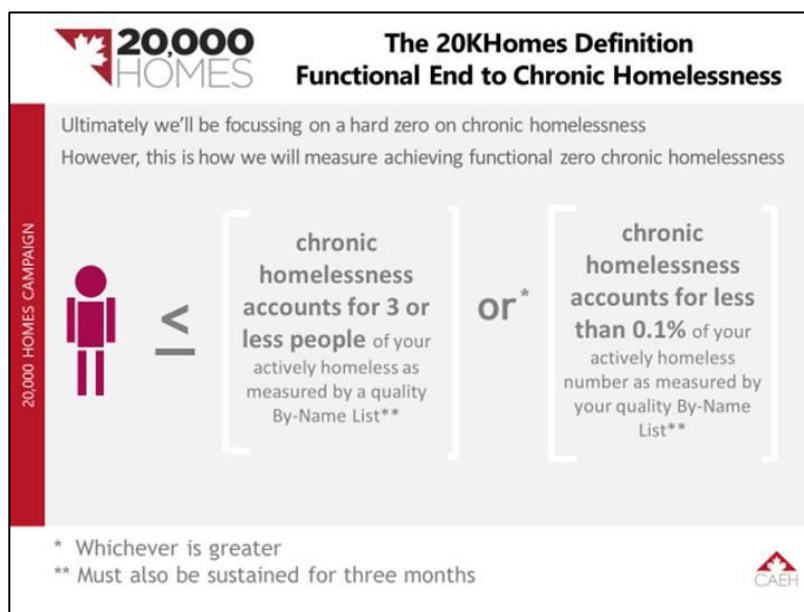 20,000
HOMES
The 20KHomes Definition
Functional End to Chronic Homelessness
Ultimately we'll be focussing on a hard zero on chronic homelessness
However, this is how we will measure achieving functional zero chronic homelessness
20,000 HOMES CAMPAIGN
≤
chronic
homelessness
accounts for 3 or
less people of your
actively homeless as
measured by a quality
By-Name List**
or*
chronic
homelessness
accounts for less
than 0.1% of your
actively homeless
number as measured by
your quality By-Name
List**
* Whichever is greater
** Must also be sustained for three months
CAEH